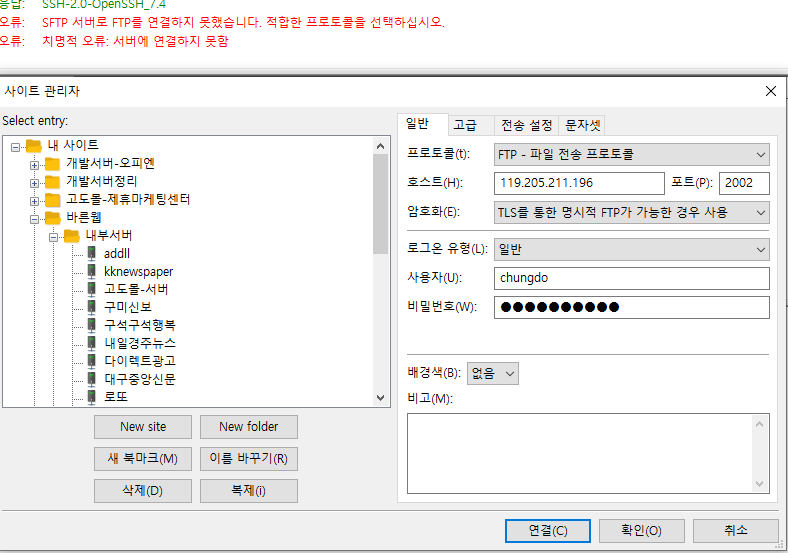 응답: SSH-2.0-OpenSSH_7.4
오류: SFTP 서버로 FTP를 연결하지 못했습니다. 적합한 프로토콜을 선택하십시오.
오류: 치명적 오류: 서버에 연결하지 못함
사이트 관리자
Select entry:
내 사이트
개발서버-오피엔
개발서버정리
고도몰-제휴마케팅센터
바른웹
내부서버
addll
kknewspaper
고도몰-서버
구미신보
구석구석행복
내일경주뉴스
다이렉트광고
대구중앙신문
로또
New site New folder
새 북마크(M) 이름 바꾸기(R)
삭제(D) 복제(i)
일반 고급 전송 설정 문자셋
프로토콜(t): FTP - 파일 전송 프로토콜
호스트(H): 119.205.211.196 포트(P): 2002
암호화(E): TLS를 통한 명시적 FTP가 가능한 경우 사용
로그온 유형(L): 일반
사용자(U): chungdo
비밀번호(W): ●●●●●●●●●●
배경색(B): 없음
비고(M):
연결(C) 확인(O) 취소